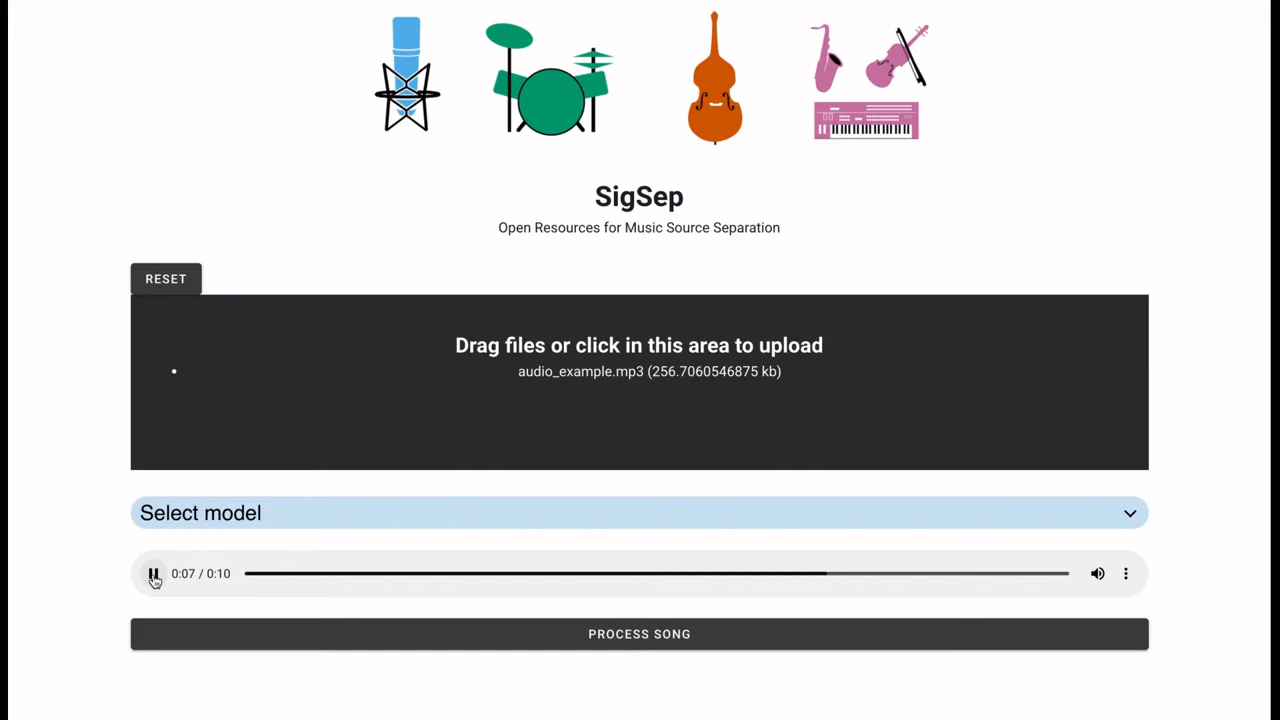 SigSep
Open Resources for Music Source Separation
RESET
Drag files or click in this area to upload
• audio_example.mp3 (256.7060546875 kb)
Select model
0:07 / 0:10
PROCESS SONG